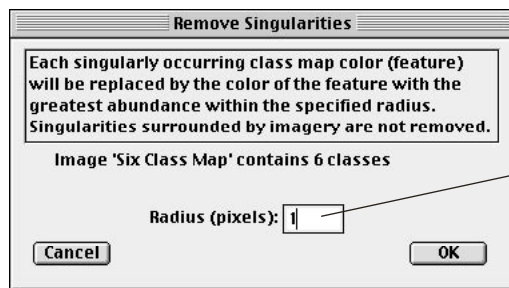 Remove Singularities
Each singularly occurring class map color (feature)
will be replaced by the color of the feature with the
greatest abundance within the specified radius.
Singularities surrounded by imagery are not removed.
Image 'Six Class Map' contains 6 classes
Radius (pixels): 1
Cancel OK